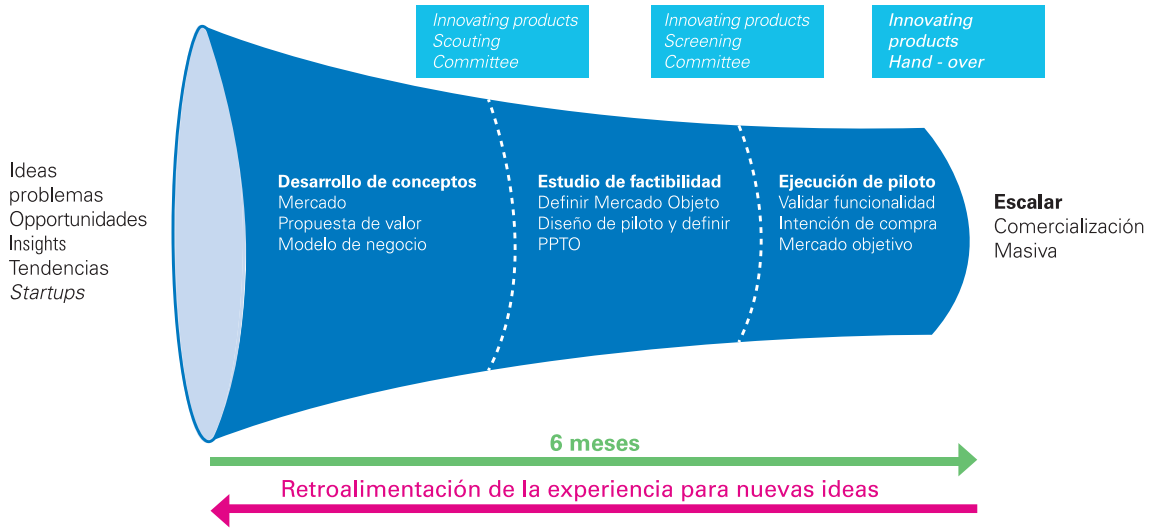 Innovating products
Scouting
Committee
Innovating products
Screening
Committee
Innovating
products
Hand - over
Ideas
problemas
Opportunidades
Insights
Tendencias
Startups
Desarrollo de conceptos
Mercado
Propuesta de valor
Modelo de negocio
Estudio de factibilidad
Definir Mercado Objeto
Diseño de piloto y definir
PPTO
Ejecución de piloto
Validar funcionalidad
Intención de compra
Mercado objetivo
Escalar
Comercialización
Masiva
6 meses
Retroalimentación de la experiencia para nuevas ideas